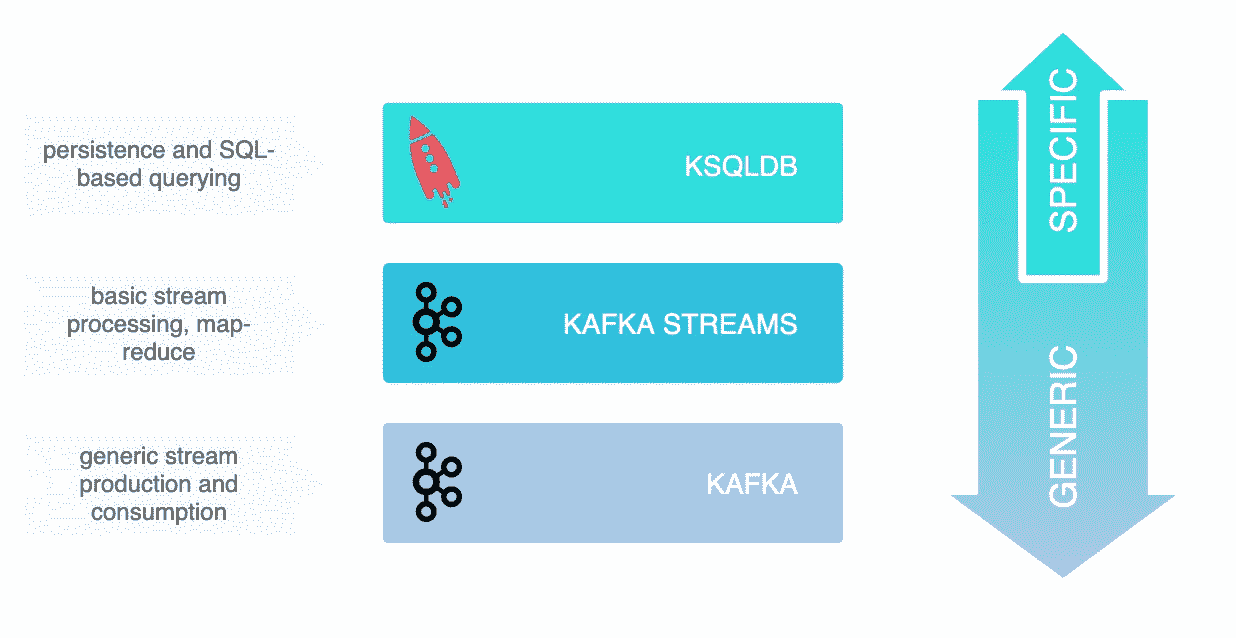 persistence and SQL-
based querying
KSQLDB
basic stream
processing, map-
reduce
KAFKA STREAMS
generic stream
production and
consumption
KAFKA
SPECIFIC
GENERIC